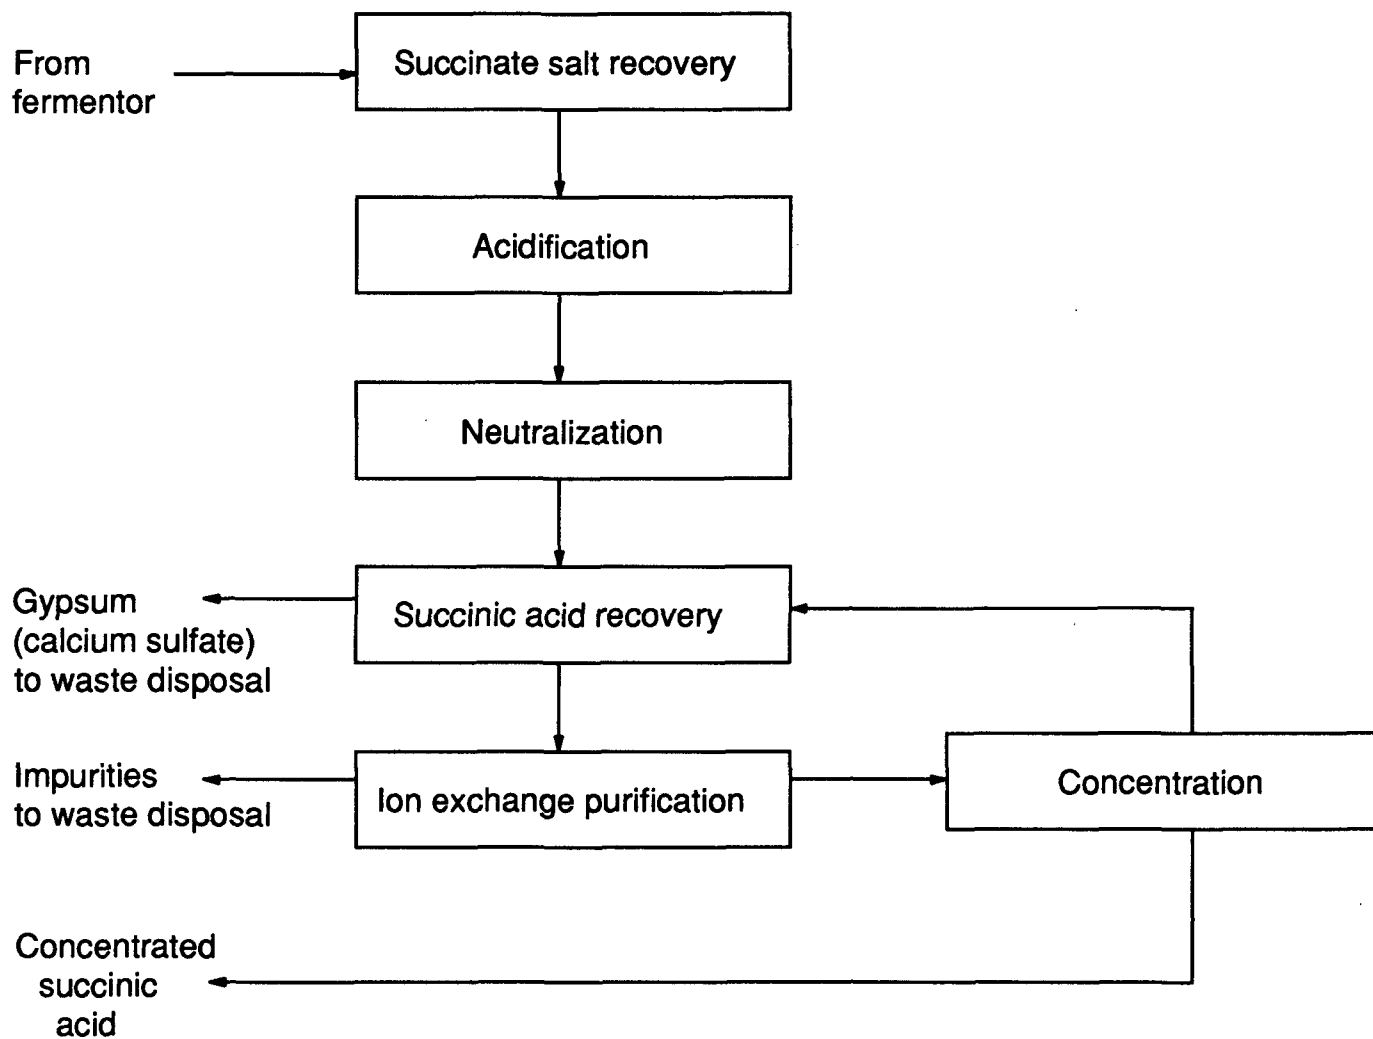 From
fermentor
Succinate salt recovery
Acidification
Neutralization
Gypsum
(calcium sulfate)
to waste disposal
Succinic acid recovery
Impurities
to waste disposal
Ion exchange purification
Concentration
Concentrated
succinic
acid